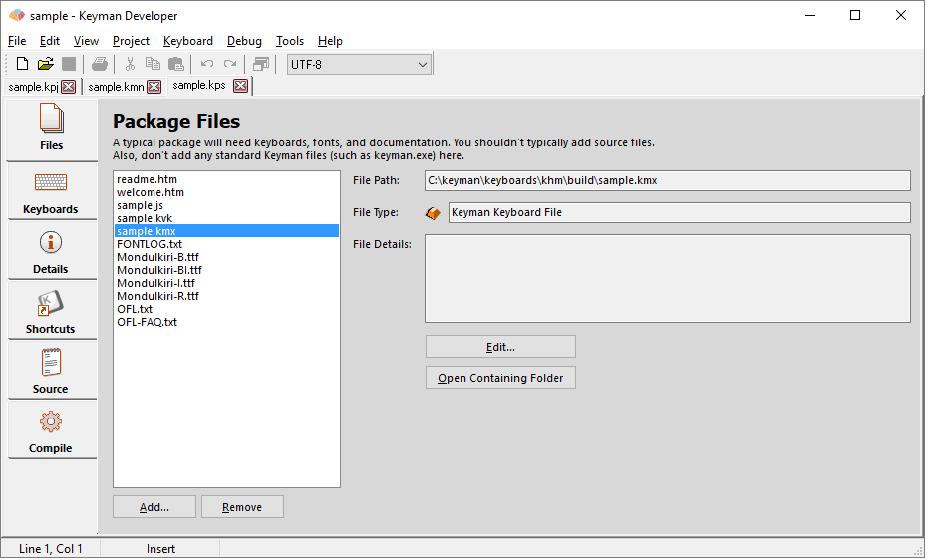 sample - Keyman Developer
File Edit View Project Keyboard Debug Tools Help
UTF-8
sample.kpj sample.kmn sample.kps
Files
Keyboards
Details
Shortcuts
Source
Compile
Package Files
A typical package will need keyboards, fonts, and documentation. You shouldn't typically add source files.
Also, don't add any standard Keyman files (such as keyman.exe) here.
readme.htm
welcome.htm
sample.js
sample.kvk
sample.kmx
FONTLOG.txt
Mondulkiri-B.ttf
Mondulkiri-BI.ttf
Mondulkiri-I.ttf
Mondulkiri-R.ttf
OFL.txt
OFL-FAQ.txt
Add...
Remove
File Path: C:\keyman\keyboards\khm\build\sample.kmx
File Type: Keyman Keyboard File
File Details:
Edit...
Open Containing Folder
Line 1, Col 1 Insert